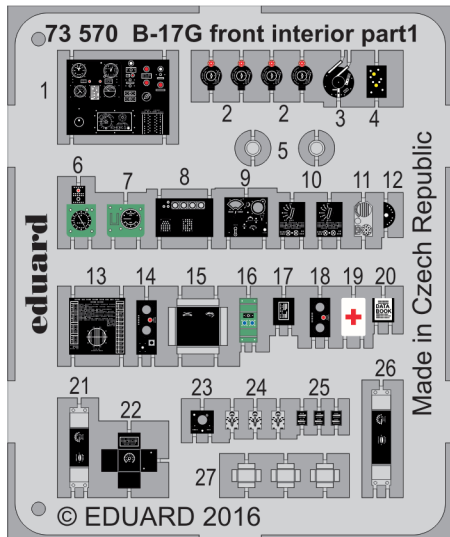 73 570 B-17G front interior part1
1
2 2 3 4
5
6 7 8 9 10 11 12
eduard
Made in Czech Republic
13 14 15 16 17 18 19 20
DATA
BOOK
21 22 23 24 25 26
27
© EDUARD 2016